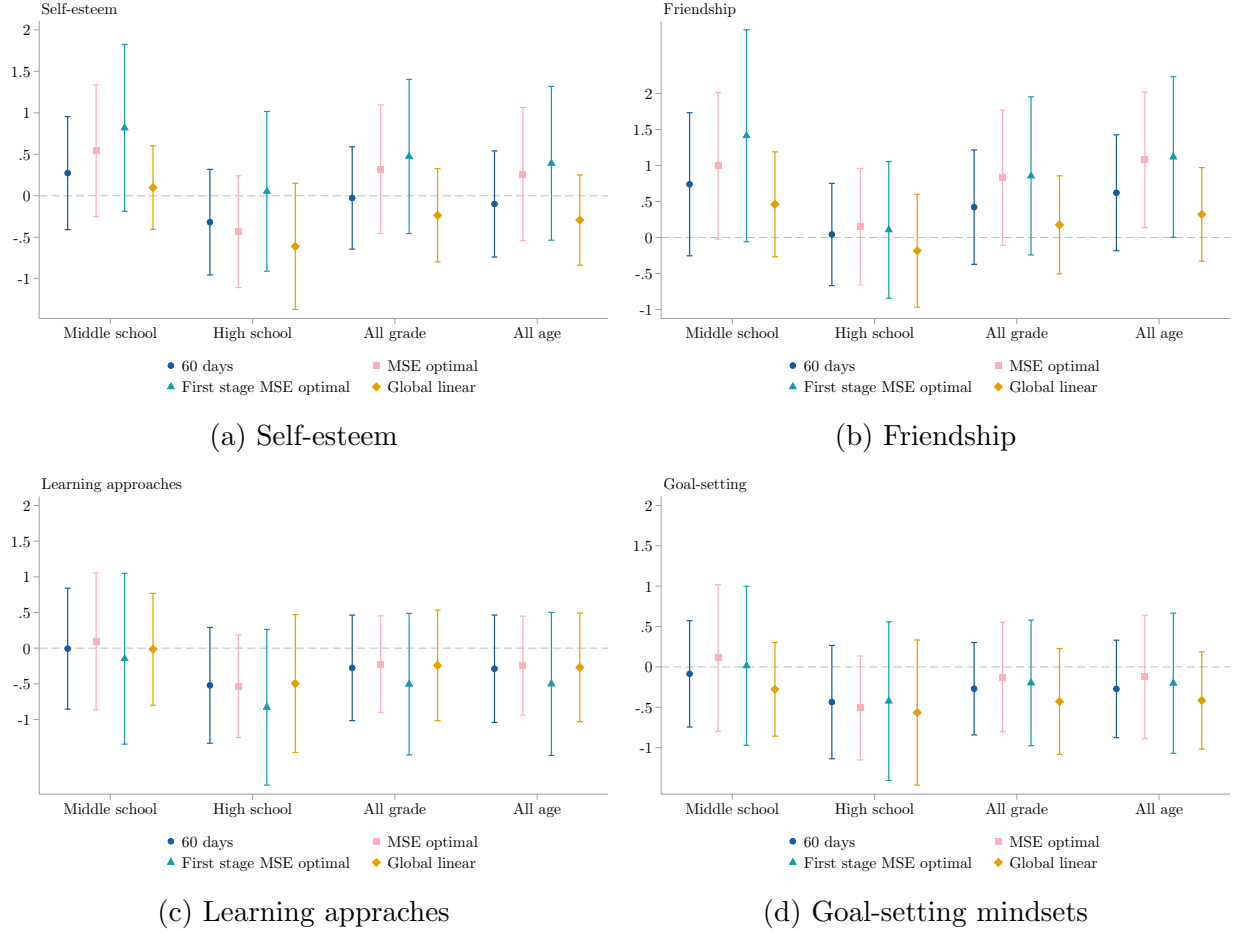 Self-esteem
2
1.5
1
.5
0
-.5
-1
Middle school High school All grade All age
60 days MSE optimal
First stage MSE optimal Global linear
(a) Self-esteem
Friendship
2
1.5
1
.5
0
-.5
-1
Middle school High school All grade All age
60 days MSE optimal
First stage MSE optimal Global linear
(b) Friendship
Learning approaches
2
1.5
1
.5
0
-.5
-1
Middle school High school All grade All age
60 days MSE optimal
First stage MSE optimal Global linear
(c) Learning appraches
Goal-setting
2
1.5
1
.5
0
-.5
-1
Middle school High school All grade All age
60 days MSE optimal
First stage MSE optimal Global linear
(d) Goal-setting mindsets